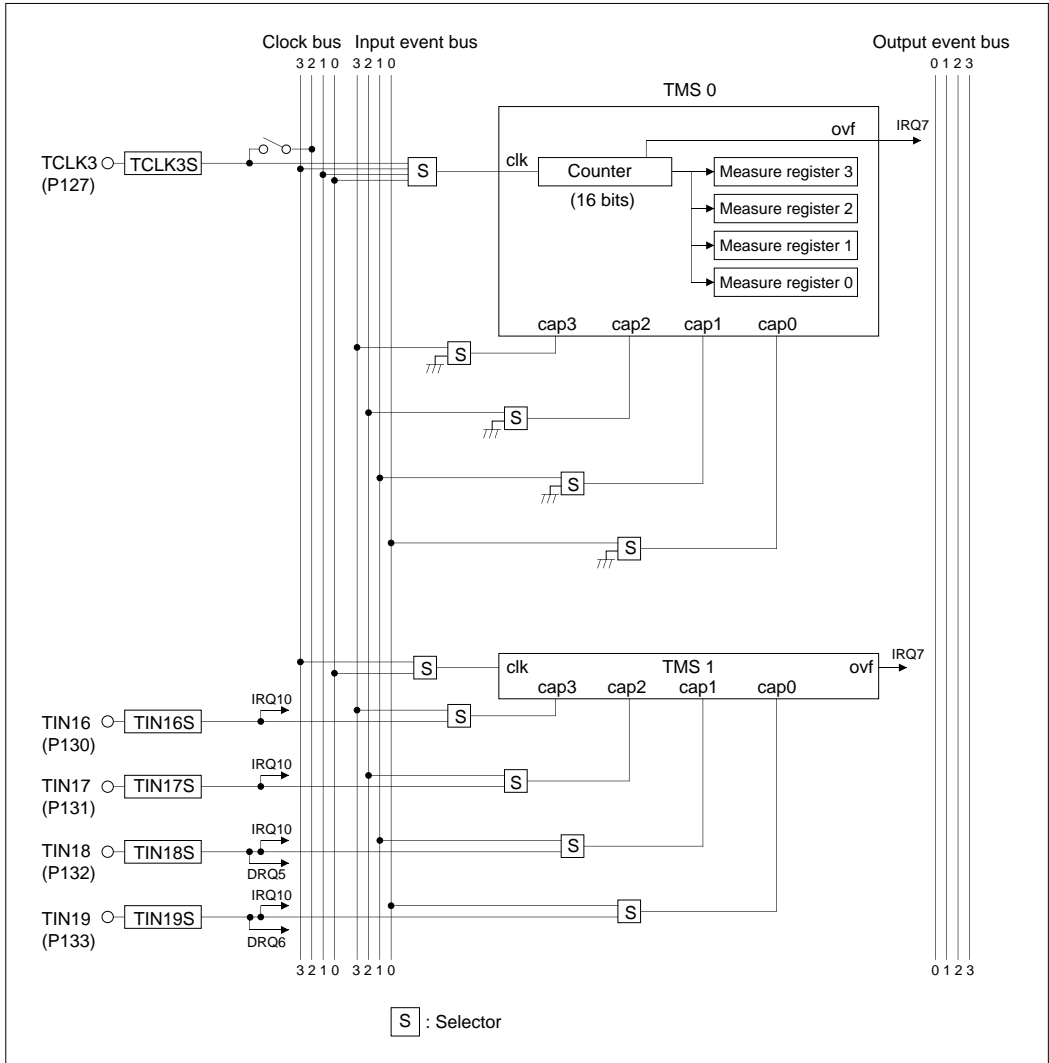 Clock bus Input event bus Output event bus
3 2 1 0 3 2 1 0 0 1 2 3
TMS 0
ovf IRQ7
TCLK3 TCLK3S S clk Counter Measure register 3
(P127) (16 bits)
Measure register 2
Measure register 1
Measure register 0
cap3 cap2 cap1 cap0
S
S
S
S
S clk TMS 1 ovf IRQ7
cap3 cap2 cap1 cap0
IRQ10
TIN16 TIN16S S
(P130)
IRQ10
TIN17 TIN17S S
(P131)
IRQ10
TIN18 TIN18S S
(P132) DRQ5
IRQ10
TIN19 TIN19S S
(P133) DRQ6
3 2 1 0 3 2 1 0 0 1 2 3
S : Selector